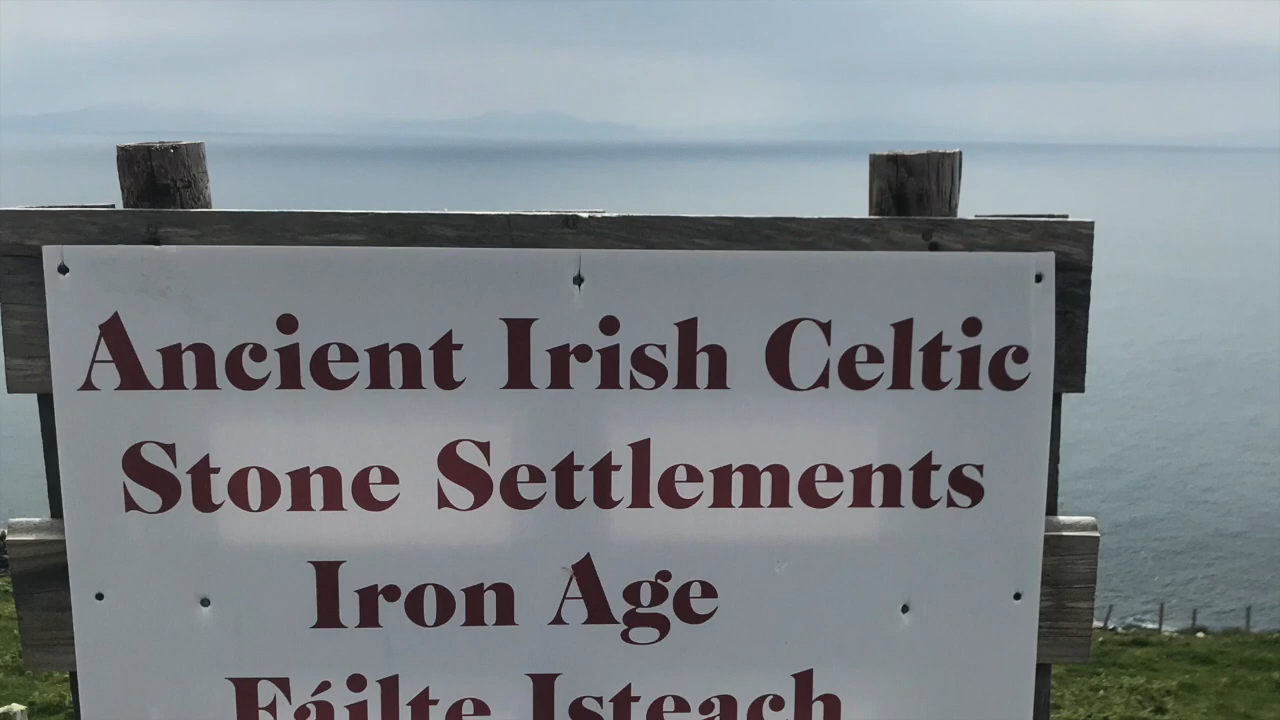 Ancient Irish Celtic
Stone Settlements
Iron Age
Fáilte Isteach